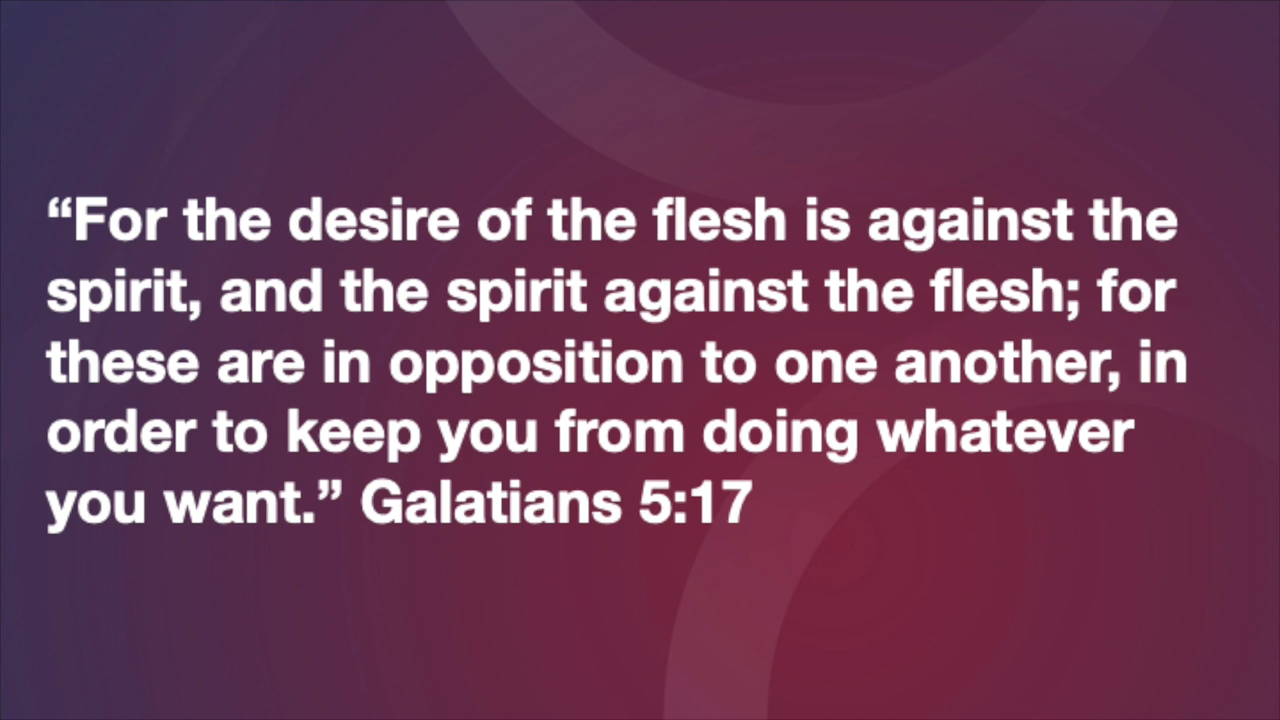 “For the desire of the flesh is against the
spirit, and the spirit against the flesh; for
these are in opposition to one another, in
order to keep you from doing whatever
you want.” Galatians 5:17